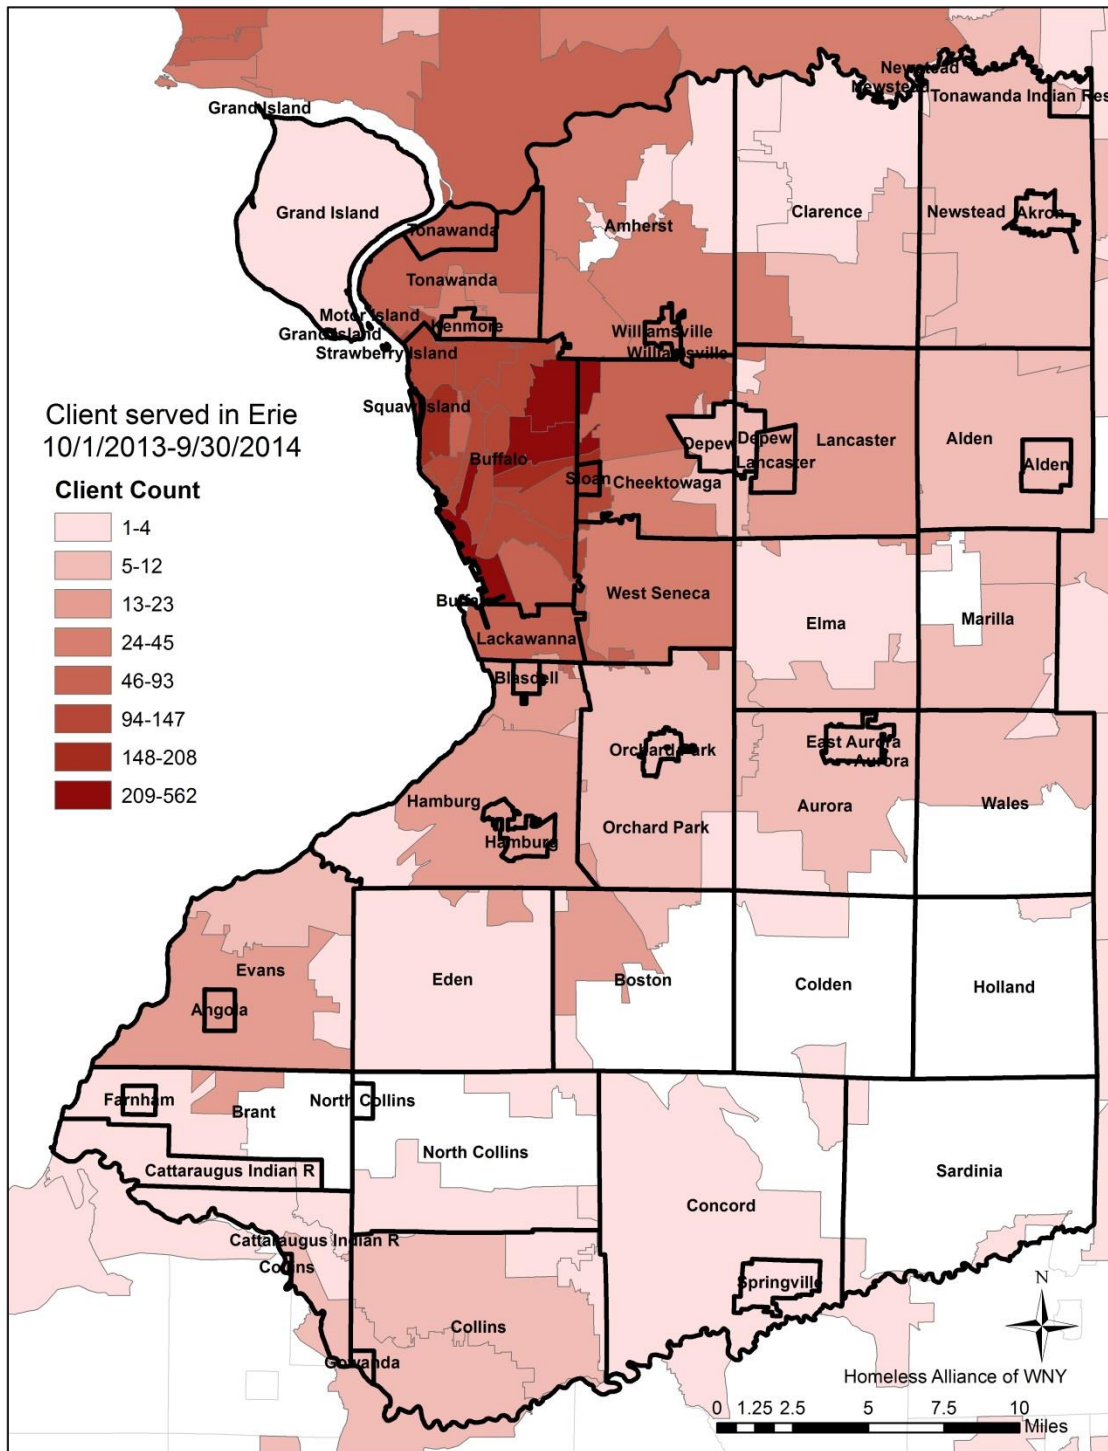 Newstead
Newstead
Tonawanda Indian Res
Grand Island
Grand Island
Clarence
Newstead
Akron
Amherst
Tonawanda
Tonawanda
Motor Island
Kenmore
Grand Island
Strawberry Island
Williamsville
Williamsville
Client served in Erie
10/1/2013-9/30/2014
Client Count
1-4
5-12
13-23
24-45
46-93
94-147
148-208
209-562
Squaw Island
Buffalo
Depew
Depew
Lancaster
Lancaster
Alden
Alden
Sloan
Cheektowaga
West Seneca
Buffa
Elma
Marilla
Lackawanna
Blasdell
Orchard Park
East Aurora
Aurora
Hamburg
Hamburg
Orchard Park
Aurora
Wales
Evans
Angola
Eden
Boston
Colden
Holland
Farnham
Brant
North Collins
North Collins
Cattaraugus Indian R
Sardinia
Concord
Cattaraugus Indian R
Collins
Springville
Collins
Gowanda
N
Homeless Alliance of WNY
0 1.25 2.5 5 7.5 10
Miles